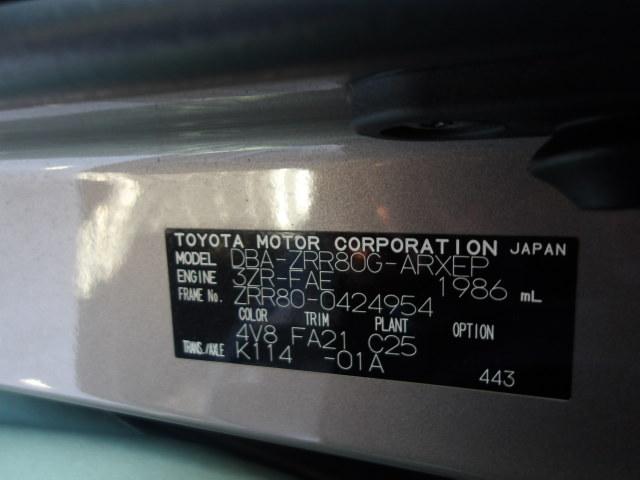 TOYOTA MOTOR CORPORATION JAPAN
MODEL DBA-ZRR80G-ARXEP
ENGINE 3ZR-FAE 1986 mL
FRAME No. ZRR80-0424954
COLOR TRIM PLANT OPTION
4V8 FA21 C25
TRANS./AXLE K114 -01A
443